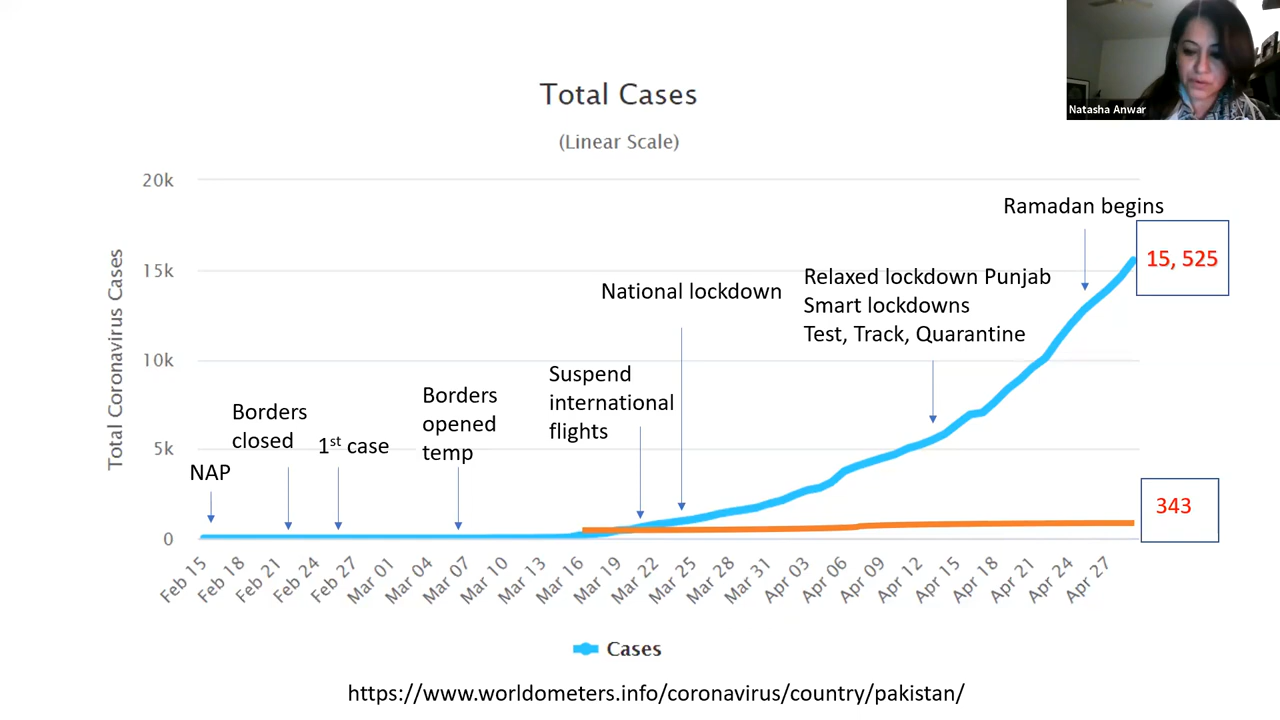 Natasha Anwar
Total Cases
(Linear Scale)
Total Coronavirus Cases
20k
15k
10k
5k
0
NAP
Borders
closed
1st case
Borders
opened
temp
Suspend
international
flights
National lockdown
Relaxed lockdown Punjab
Smart lockdowns
Test, Track, Quarantine
Ramadan begins
15, 525
343
Feb 15
Feb 18
Feb 21
Feb 24
Feb 27
Mar 01
Mar 04
Mar 07
Mar 10
Mar 13
Mar 16
Mar 19
Mar 22
Mar 25
Mar 28
Mar 31
Apr 03
Apr 06
Apr 09
Apr 12
Apr 15
Apr 18
Apr 21
Apr 24
Apr 27
Cases
https://www.worldometers.info/coronavirus/country/pakistan/